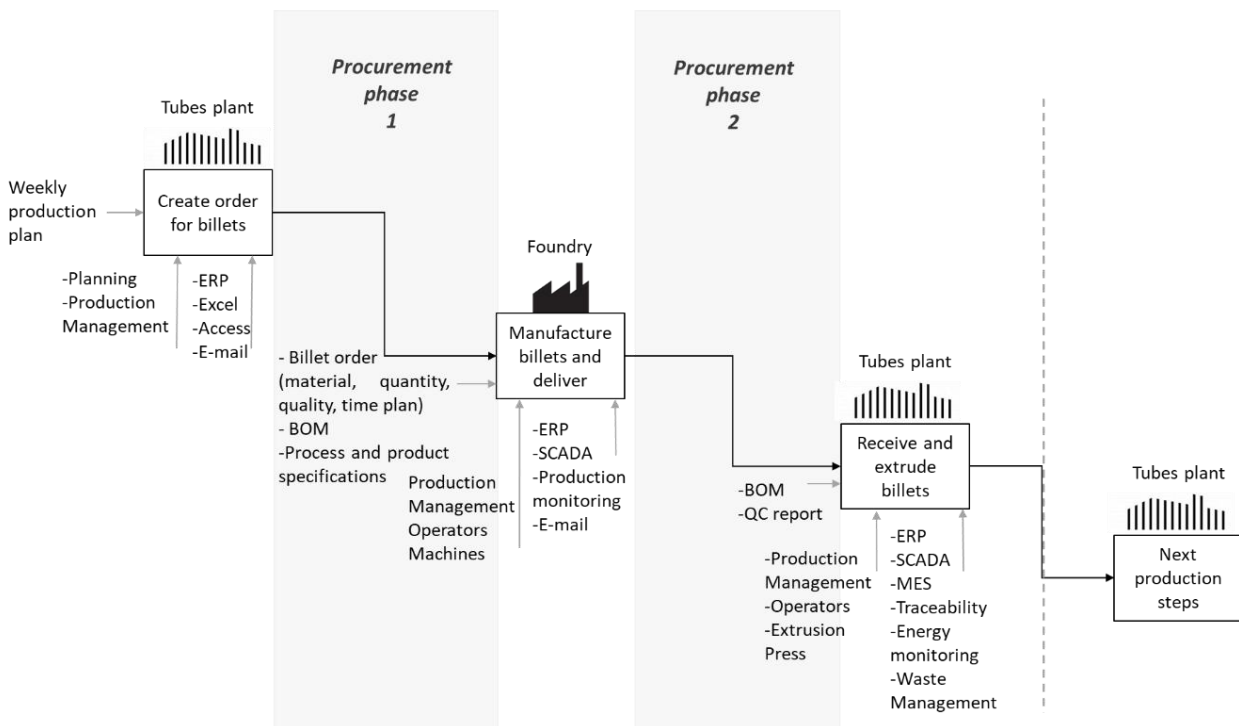 Procurement
phase
1
Procurement
phase
2
Tubes plant
Weekly
production
plan
Create order
for billets
-Planning
-Production
Management
-ERP
-Excel
-Access
-E-mail
Foundry
Manufacture
billets and
deliver
- Billet order
(material, quantity,
quality, time plan)
- BOM
-Process and product
specifications
Production
Management
Operators
Machines
-ERP
-SCADA
-Production
monitoring
-E-mail
Tubes plant
Receive and
extrude
billets
-BOM
-QC report
-Production
Management
-Operators
-Extrusion
Press
-ERP
-SCADA
-MES
-Traceability
-Energy
monitoring
-Waste
Management
Tubes plant
Next
production
steps